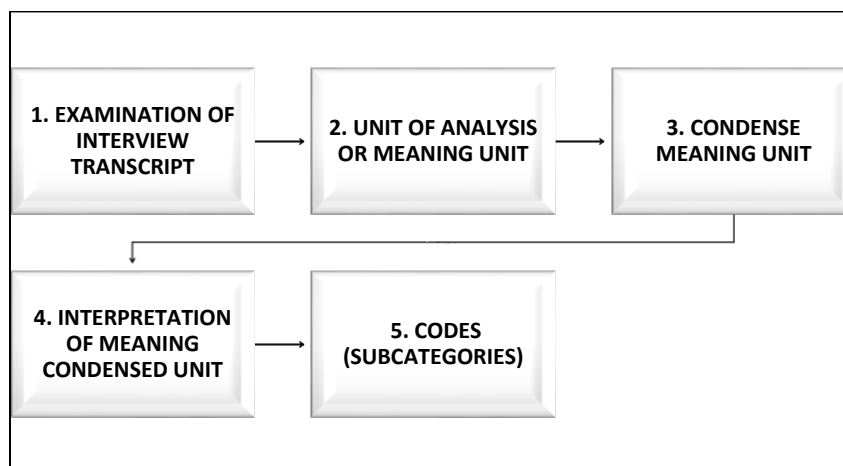 1. EXAMINATION OF
INTERVIEW
TRANSCRIPT
2. UNIT OF ANALYSIS
OR MEANING UNIT
3. CONDENSE
MEANING UNIT
4. INTERPRETATION
OF MEANING
CONDENSED UNIT
5. CODES
(SUBCATEGORIES)